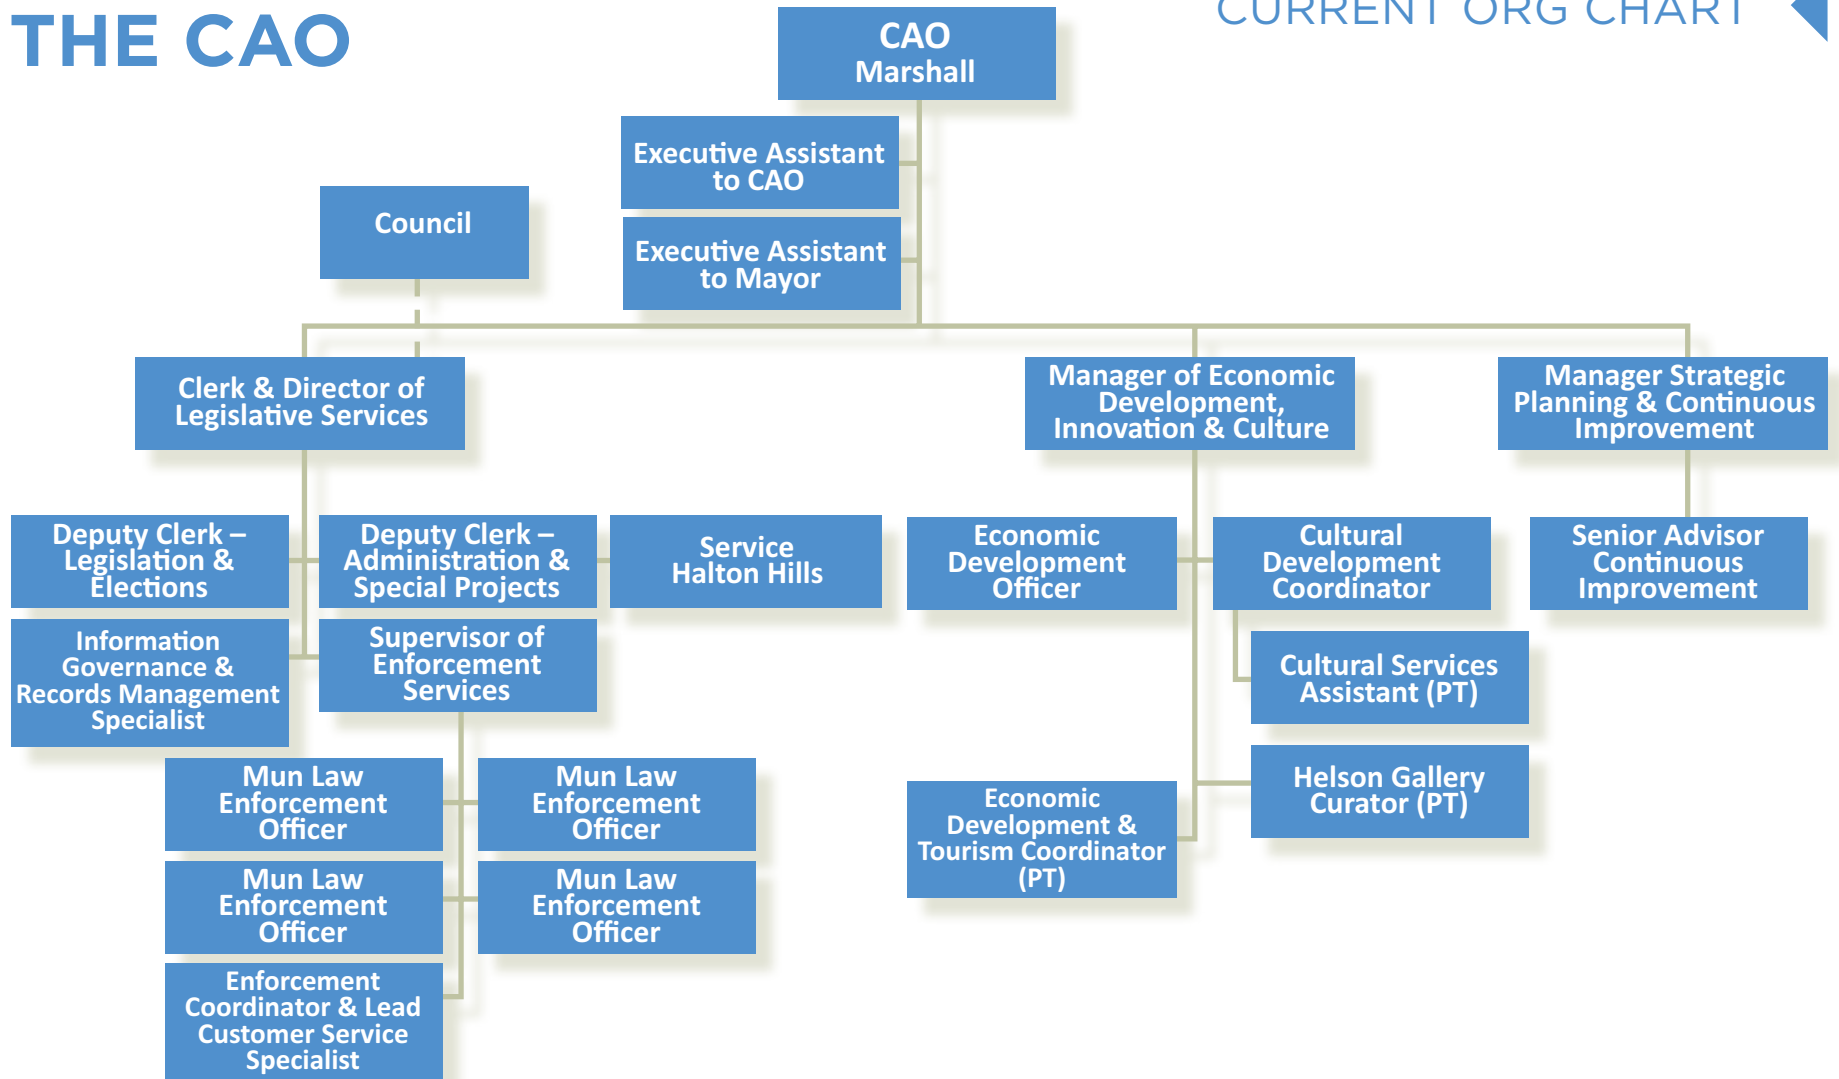 THE CAO
CURRENT ORG CHART
CAO
Marshall
Executive Assistant
to CAO
Council
Executive Assistant
to Mayor
Clerk & Director of
Legislative Services
Manager of Economic
Development,
Innovation & Culture
Manager Strategic
Planning & Continuous
Improvement
Deputy Clerk –
Legislation &
Elections
Deputy Clerk –
Administration &
Special Projects
Service
Halton Hills
Economic
Development
Officer
Cultural
Development
Coordinator
Senior Advisor
Continuous
Improvement
Information
Governance &
Records Management
Specialist
Supervisor of
Enforcement
Services
Cultural Services
Assistant (PT)
Mun Law
Enforcement
Officer
Mun Law
Enforcement
Officer
Economic
Development &
Tourism Coordinator
(PT)
Helson Gallery
Curator (PT)
Mun Law
Enforcement
Officer
Mun Law
Enforcement
Officer
Enforcement
Coordinator & Lead
Customer Service
Specialist